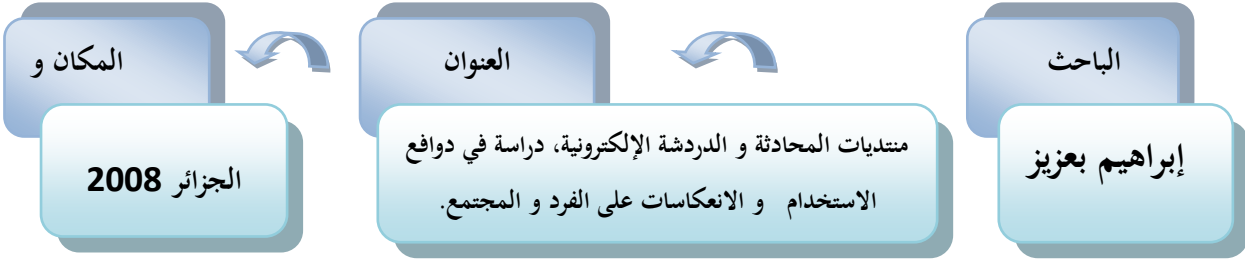 الباحث
إبراهيم بعزيز
العنوان
منتديات المحادثة و الدردشة الإلكترونية، دراسة في دوافع
الاستخدام و الانعكاسات على الفرد و المجتمع.
المكان و
الجزائر 2008